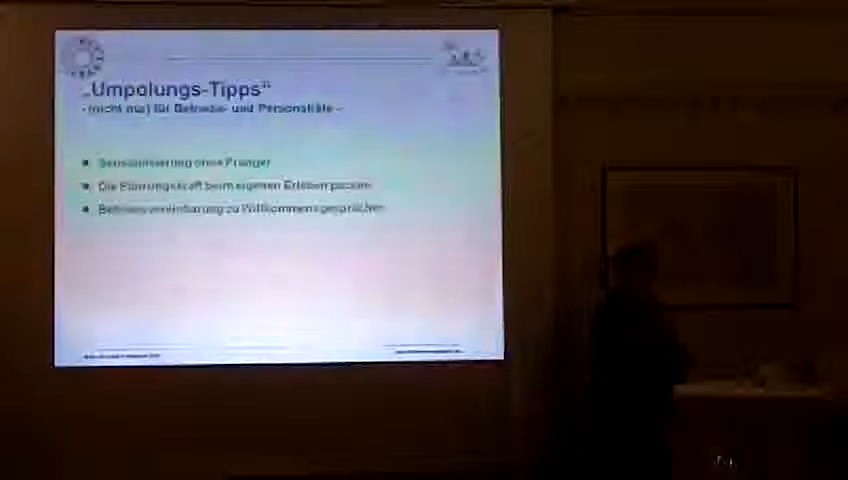 „Umpolungs-Tipps“
- (nicht nur) für Betriebs- und Personalräte -
Sensibilisierung ohne Pranger
Die Führungskraft beim eigenen Erleben packen
Betriebsvereinbarung zu Willkommensgesprächen